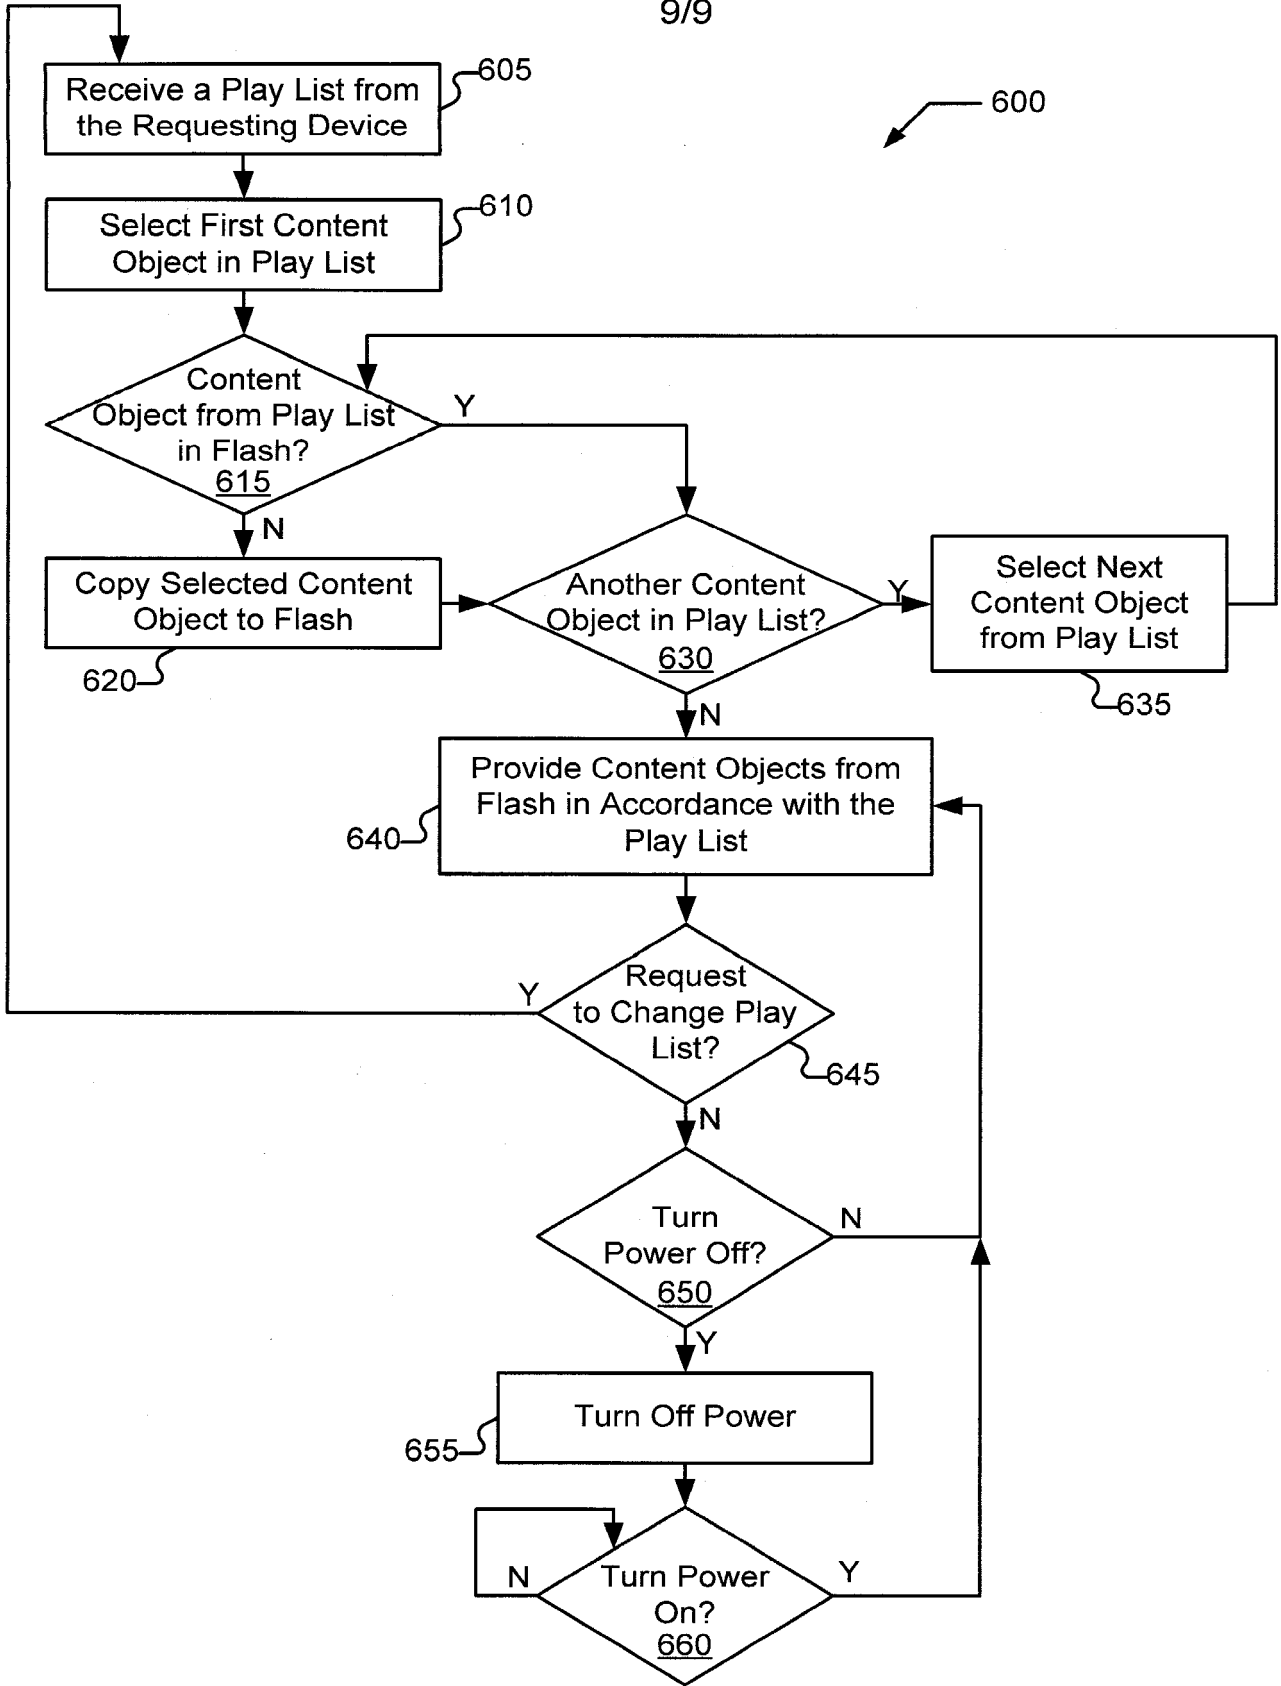 9/9
Receive a Play List from
the Requesting Device
605
600
Select First Content
Object in Play List
610
Content
Object from Play List
in Flash?
615
Y
N
Copy Selected Content
Object to Flash
620
Another Content
Object in Play List?
630
Y
N
Select Next
Content Object
from Play List
635
Provide Content Objects from
Flash in Accordance with the
Play List
640
Request
to Change Play
List?
645
Y
N
Turn
Power Off?
650
N
Y
Turn Off Power
655
Turn Power
On?
660
N
Y